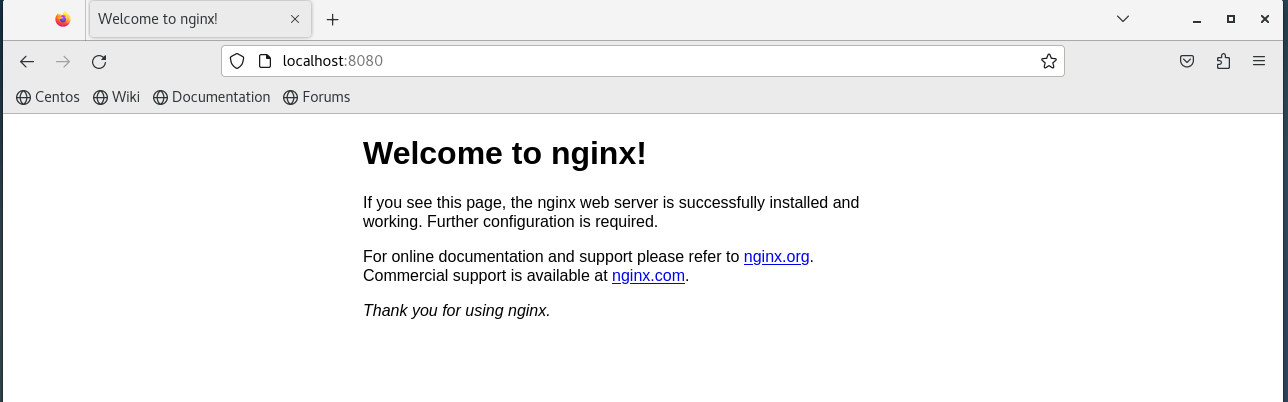 Welcome to nginx!
localhost:8080
Centos Wiki Documentation Forums
Welcome to nginx!
If you see this page, the nginx web server is successfully installed and
working. Further configuration is required.
For online documentation and support please refer to nginx.org.
Commercial support is available at nginx.com.
Thank you for using nginx.